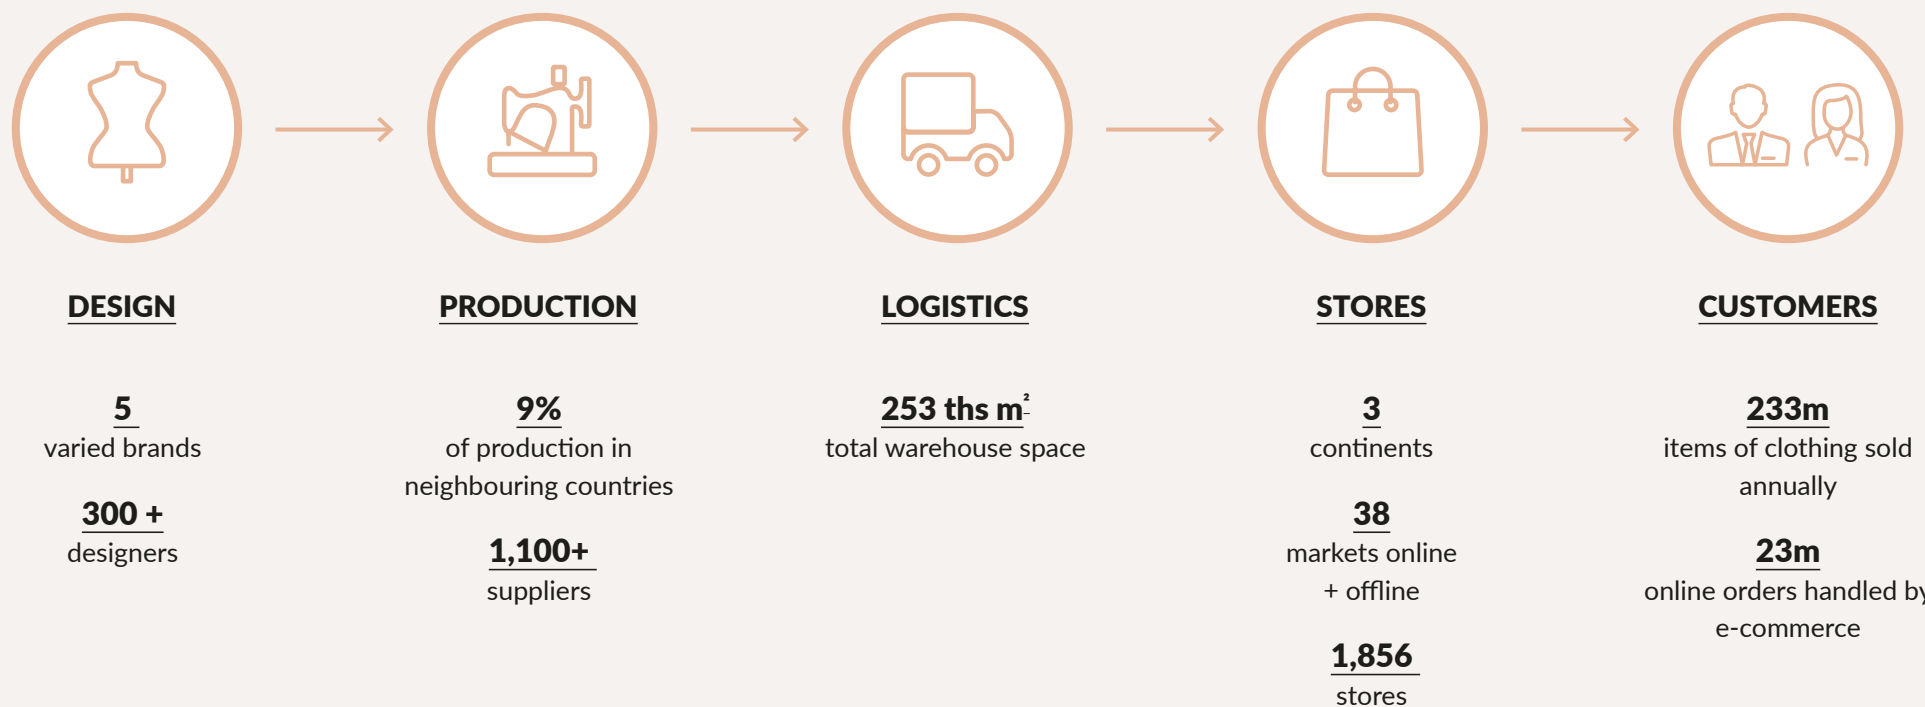 DESIGN
5
varied brands
300 +
designers
PRODUCTION
9%
of production in
neighbouring countries
1,100+
suppliers
LOGISTICS
253 ths m²
total warehouse space
STORES
3
continents
38
markets online
+ offline
1,856
stores
CUSTOMERS
233m
items of clothing sold
annually
23m
online orders handled by
e-commerce